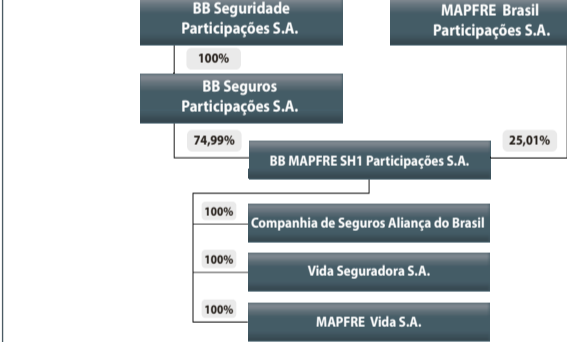 BB Seguridade
Participações S.A.
MAPFRE Brasil
Participações S.A.
100%
BB Seguros
Participações S.A.
74,99%
25,01%
BB MAPFRE SH1 Participações S.A.
100%
Companhia de Seguros Aliança do Brasil
100%
Vida Seguradora S.A.
100%
MAPFRE Vida S.A.